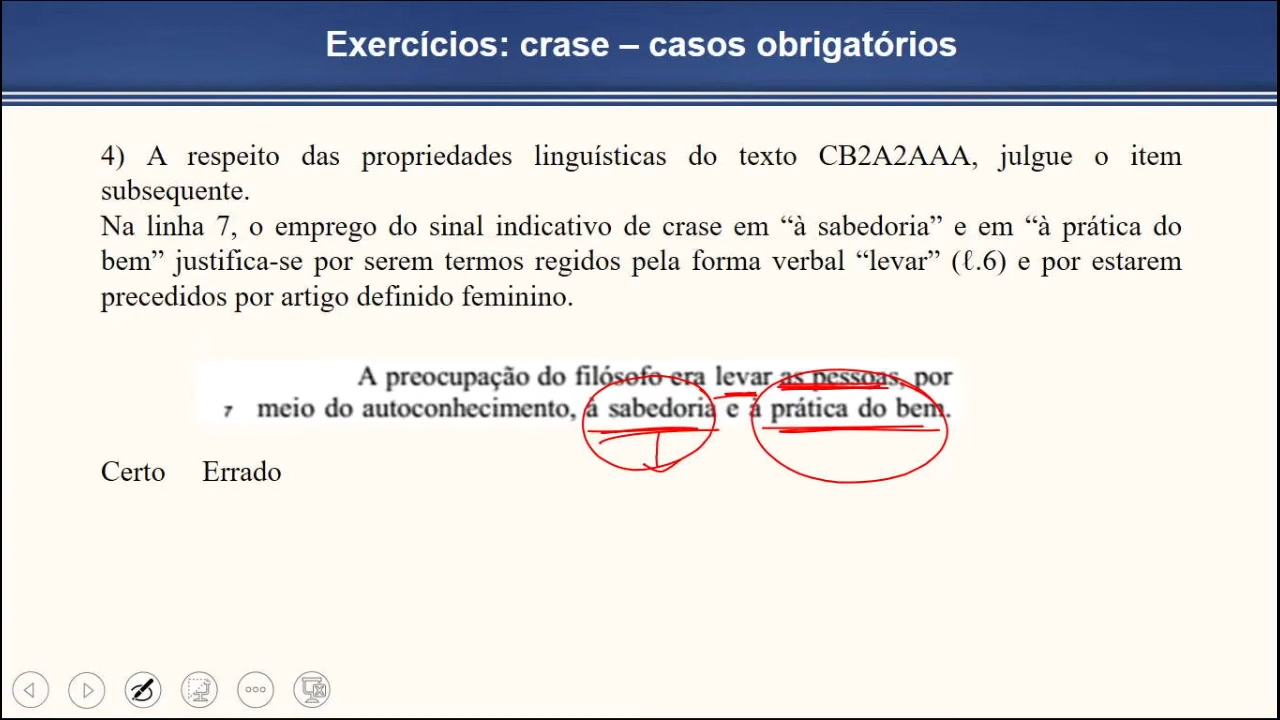 Exercícios: crase – casos obrigatórios
4) A respeito das propriedades linguísticas do texto CB2A2AAA, julgue o item
subsequente.
Na linha 7, o emprego do sinal indicativo de crase em “à sabedoria” e em “à prática do
bem” justifica-se por serem termos regidos pela forma verbal “levar” (ℓ.6) e por estarem
precedidos por artigo definido feminino.
A preocupação do filósofo era levar as pessoas, por
7 meio do autoconhecimento, à sabedoria e à prática do bem.
Certo Errado